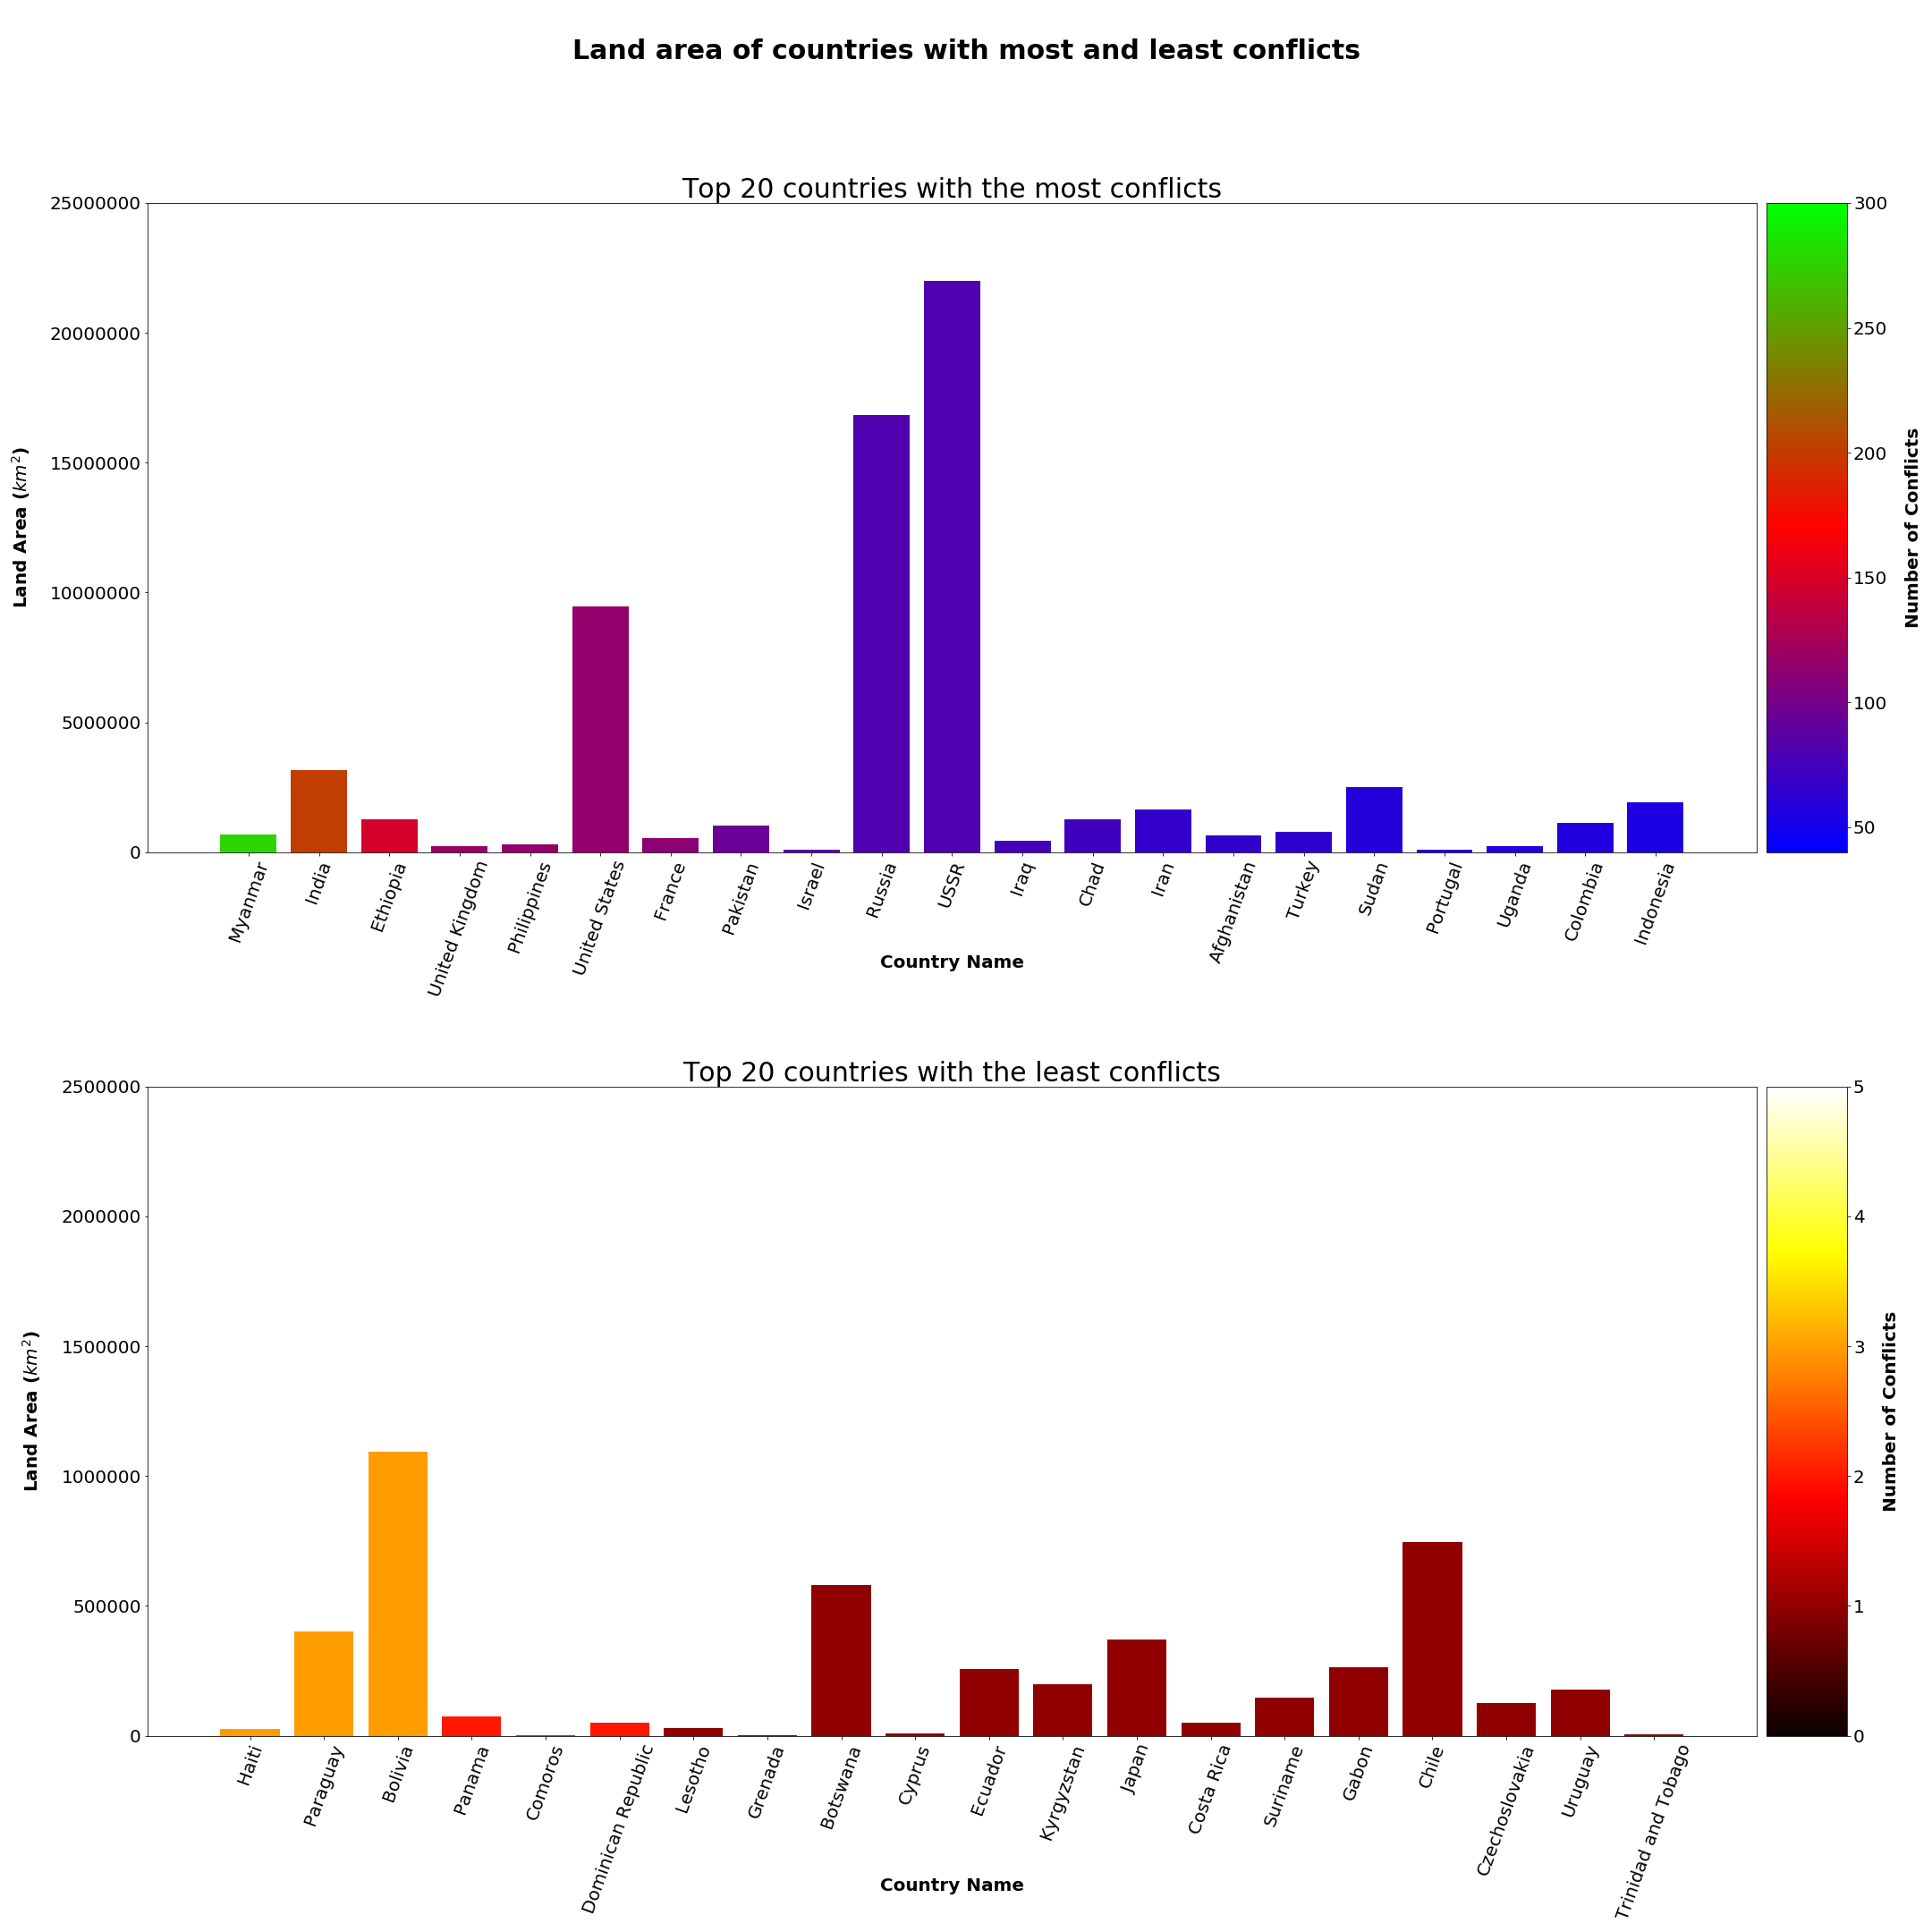 Land area of countries with most and least conflicts
Top 20 countries with the most conflicts
25000000
20000000
15000000
10000000
5000000
0
Land Area (km²)
Myanmar
India
Ethiopia
United Kingdom
Philippines
United States
France
Pakistan
Israel
Russia
USSR
Iraq
Chad
Iran
Afghanistan
Turkey
Sudan
Portugal
Uganda
Colombia
Indonesia
Country Name
300
250
200
150
100
50
Number of Conflicts
Top 20 countries with the least conflicts
2500000
2000000
1500000
1000000
500000
0
Land Area (km²)
Haiti
Paraguay
Bolivia
Panama
Comoros
Dominican Republic
Lesotho
Grenada
Botswana
Cyprus
Ecuador
Kyrgyzstan
Japan
Costa Rica
Suriname
Gabon
Chile
Czechoslovakia
Uruguay
Trinidad and Tobago
Country Name
5
4
3
2
1
0
Number of Conflicts